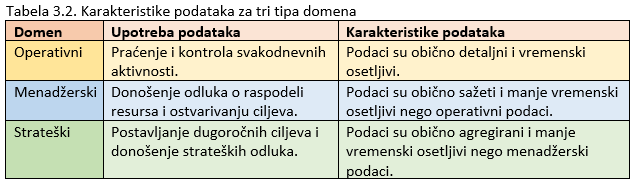 Tabela 3.2. Karakteristike podataka za tri tipa domena
Domen Upotreba podataka Karakteristike podataka
Operativni Praćenje i kontrola svakodnevnih Podaci su obično detaljni i vremenski
aktivnosti. osetljivi.
Menadžerski Donošenje odluka o raspodeli Podaci su obično sažeti i manje vremenski
resursa i ostvarivanju ciljeva. osetljivi nego operativni podaci.
Strateški Postavljanje dugoročnih ciljeva i Podaci su obično agregirani i manje
donošenje strateških odluka. vremenski osetljivi nego menadžerski
podaci.